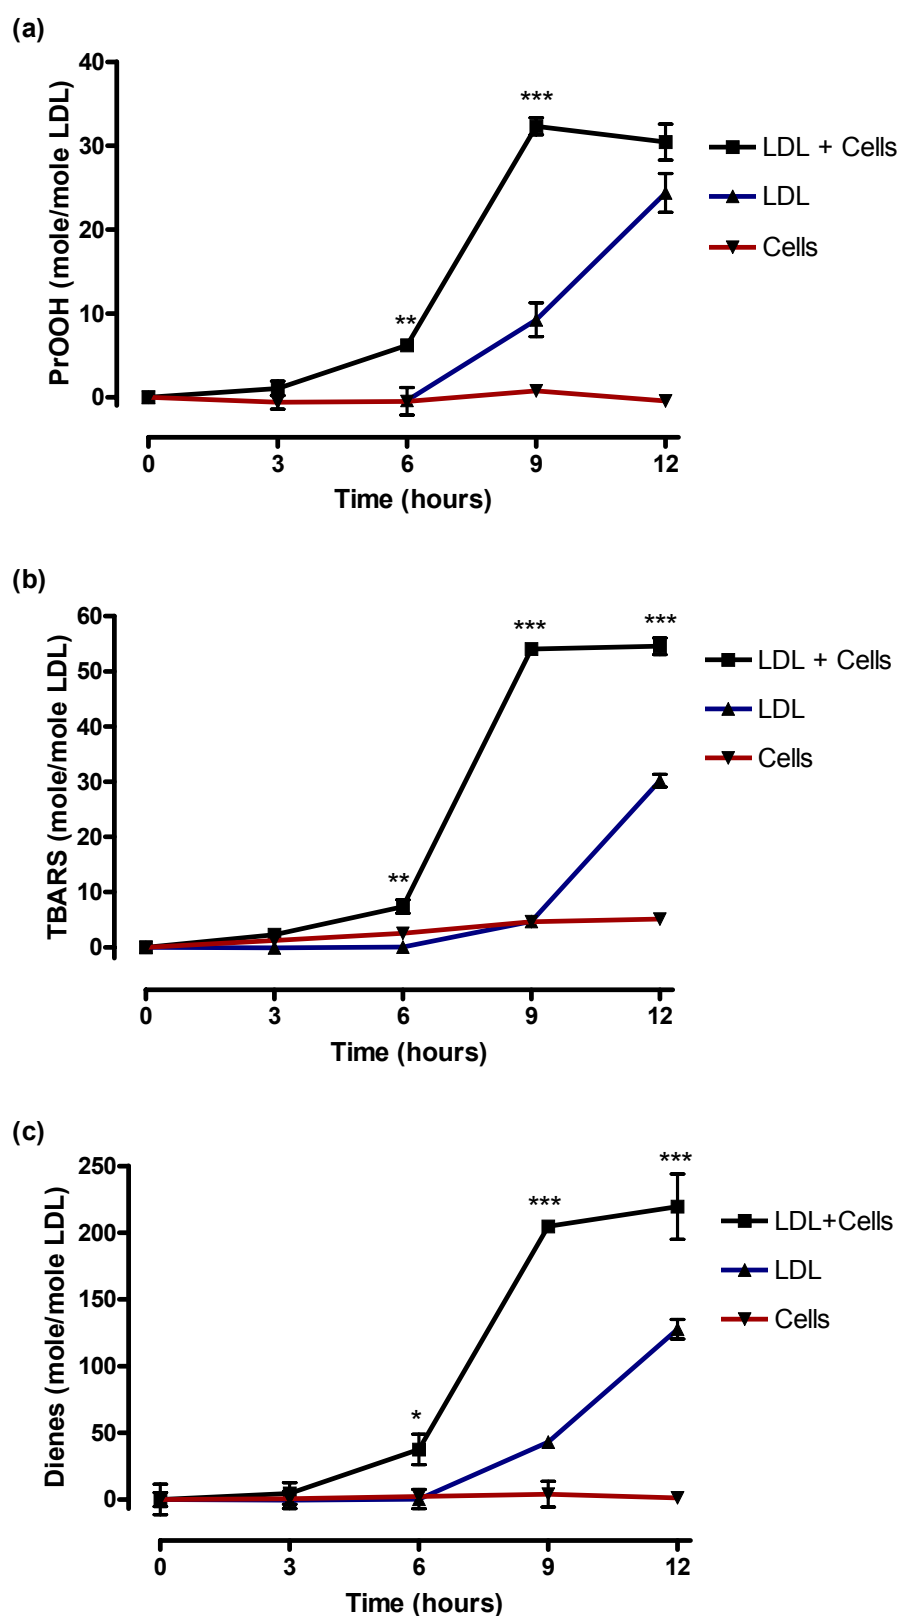 (a)
PrOOH (mole/mole LDL)
40
30
20
10
0
**
***
0 3 6 9 12
Time (hours)
LDL + Cells
LDL
Cells
(b)
TBARS (mole/mole LDL)
60
50
40
30
20
10
0
**
***
***
0 3 6 9 12
Time (hours)
LDL + Cells
LDL
Cells
(c)
Dienes (mole/mole LDL)
250
200
150
100
50
0
*
***
***
0 3 6 9 12
Time (hours)
LDL+Cells
LDL
Cells